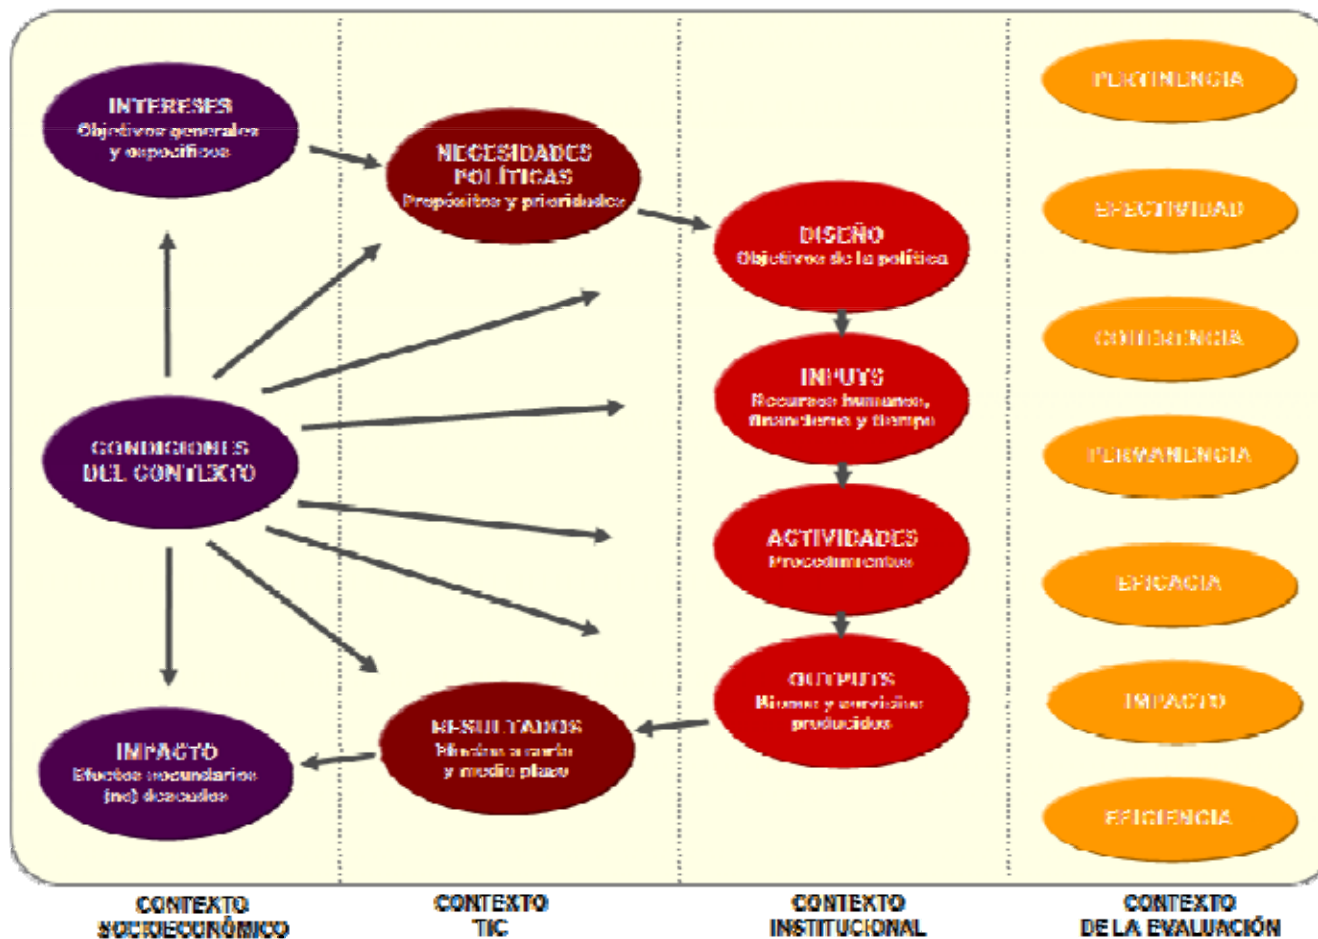 INTERESES
Objetivos generales
y específicos
NECESIDADES
POLÍTICAS
Propósitos y prioridades
DISEÑO
Objetivos de la política
INPUTS
Recursos humanos,
financieros y tiempo
CONDICIONES
DEL CONTEXTO
ACTIVIDADES
Procedimientos
OUTPUTS
Bienes y servicios
producidos
RESULTADOS
Efectos a corto
y medio plazo
IMPACTO
Efectos secundarios
(no) deseados
PERTINENCIA
EFECTIVIDAD
COHERENCIA
PERMANENCIA
EFICACIA
IMPACTO
EFICIENCIA
CONTEXTO
SOCIOECONÓMICO
CONTEXTO
TIC
CONTEXTO
INSTITUCIONAL
CONTEXTO
DE LA EVALUACIÓN